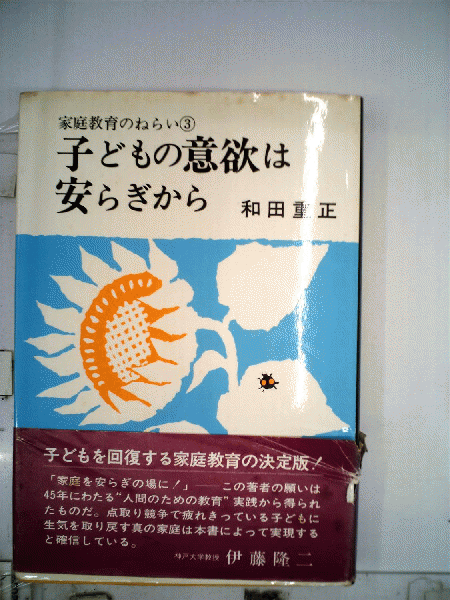 家庭教育のねらい③
子どもの意欲は
安らぎから
和田重正
子どもを回復する家庭教育の決定版!
「家庭を安らぎの場に!」――この著者の願いは
45年にわたる“人間のための教育”実践から得られ
たものだ。点取り競争で疲れきっている子どもに
生気を取り戻す真の家庭は本書によって実現する
と確信している。
神戸大学教授 伊藤隆二